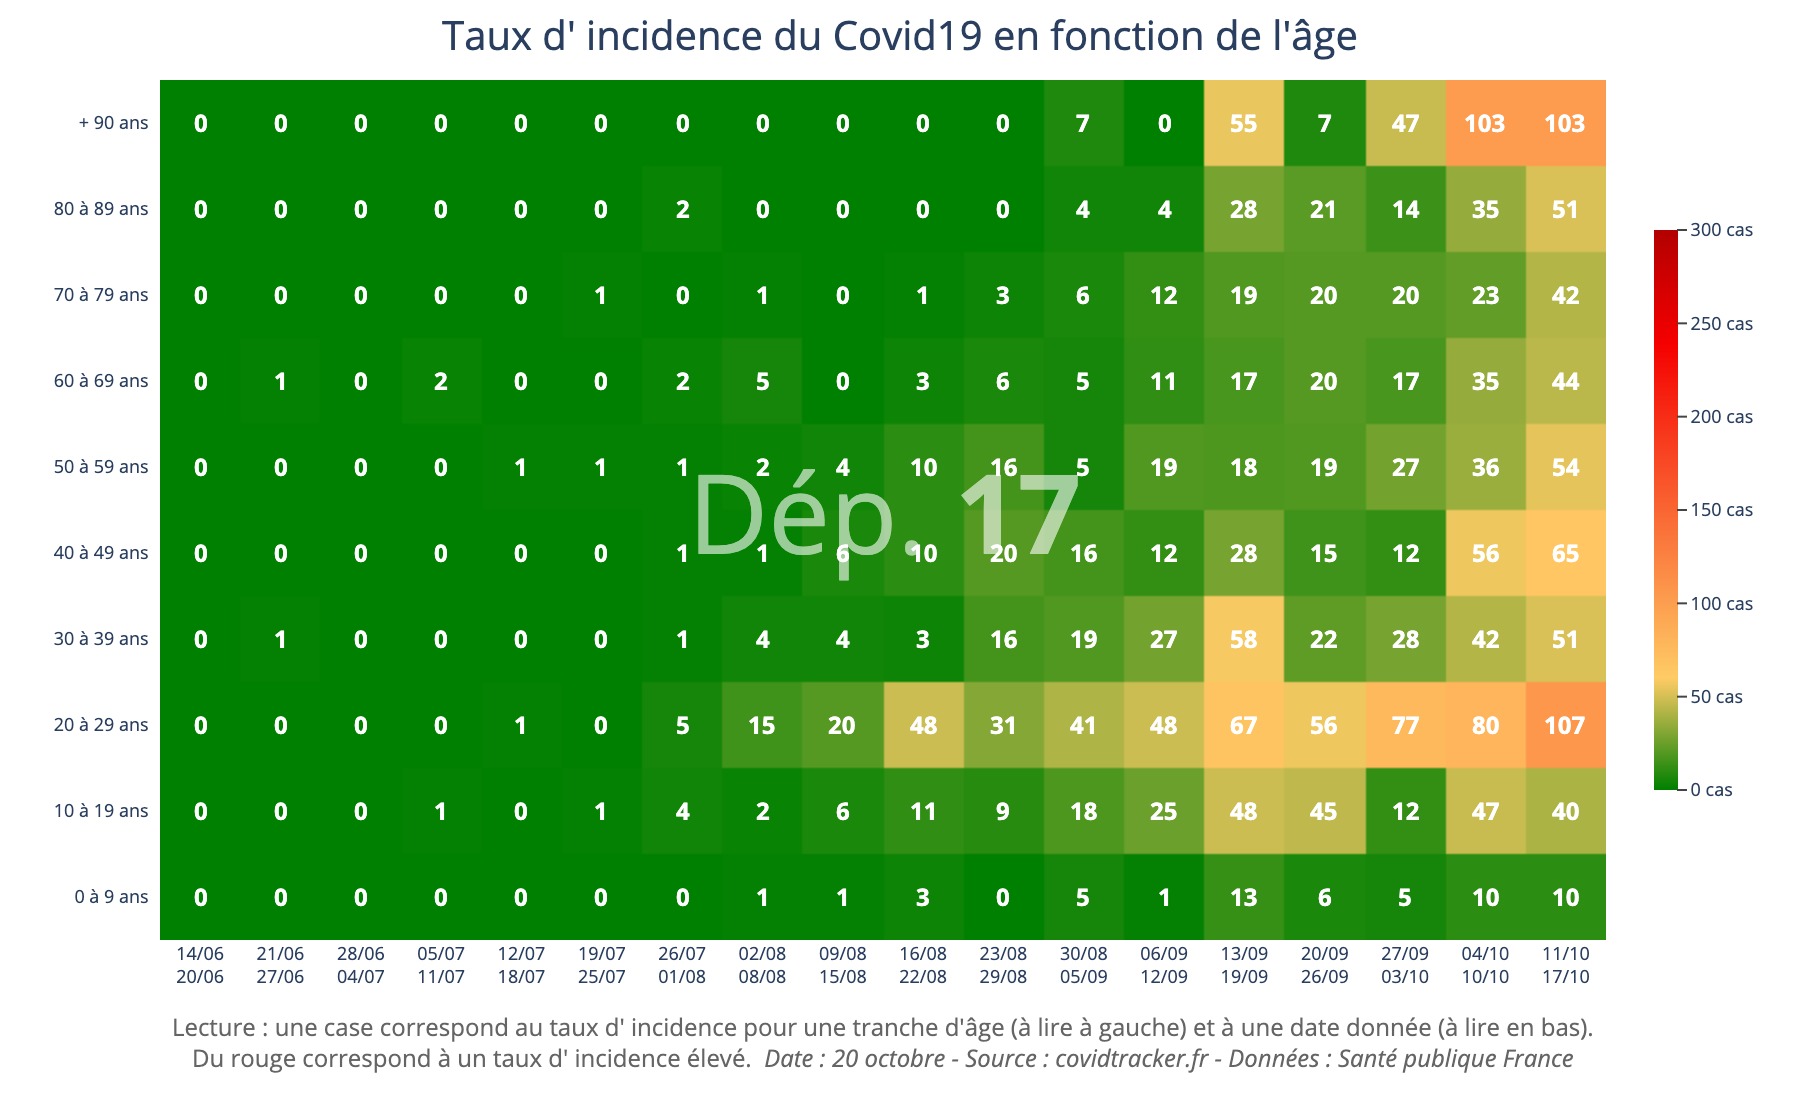 Taux d' incidence du Covid19 en fonction de l'âge
+ 90 ans 0 0 0 0 0 0 0 0 0 0 0 7 0 55 7 47 103 103
80 à 89 ans 0 0 0 0 0 0 2 0 0 0 0 4 4 28 21 14 35 51
70 à 79 ans 0 0 0 0 0 1 0 1 0 1 3 6 12 19 20 20 23 42
60 à 69 ans 0 1 0 2 0 0 2 5 0 3 6 5 11 17 20 17 35 44
50 à 59 ans 0 0 0 0 1 1 1 2 4 10 16 5 19 18 19 27 36 54
Dép. 17
40 à 49 ans 0 0 0 0 0 0 1 1 6 10 20 16 12 28 15 12 56 65
30 à 39 ans 0 1 0 0 0 0 1 4 4 3 16 19 27 58 22 28 42 51
20 à 29 ans 0 0 0 0 1 0 5 15 20 48 31 41 48 67 56 77 80 107
10 à 19 ans 0 0 0 1 0 1 4 2 6 11 9 18 25 48 45 12 47 40
0 à 9 ans 0 0 0 0 0 0 0 1 1 3 0 5 1 13 6 5 10 10
14/06 21/06 28/06 05/07 12/07 19/07 26/07 02/08 09/08 16/08 23/08 30/08 06/09 13/09 20/09 27/09 04/10 11/10
20/06 27/06 04/07 11/07 18/07 25/07 01/08 08/08 15/08 22/08 29/08 05/09 12/09 19/09 26/09 03/10 10/10 17/10
300 cas
250 cas
200 cas
150 cas
100 cas
50 cas
0 cas
Lecture : une case correspond au taux d' incidence pour une tranche d'âge (à lire à gauche) et à une date donnée (à lire en bas).
Du rouge correspond à un taux d' incidence élevé. Date : 20 octobre - Source : covidtracker.fr - Données : Santé publique France